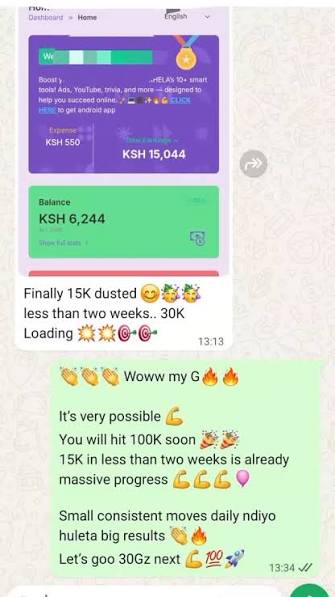 Dashboard » Home
English
We
Boost y ...HELA's 10+ smart
tools! Ads, YouTube, trivia, and more — designed to
help you succeed online. 🚀💻💵✨🔥💪 CLICK
HERE to get android app
Expense
KSH 550
KSH 15,044
Balance
KSH 6,244
Show full stats
Finally 15K dusted 😊🥳🥳
less than two weeks.. 30K
Loading 💥💥🎯🎯
13:13
👏👏👏 Woww my G🔥🔥
It's very possible 💪
You will hit 100K soon 🎉🎉
15K in less than two weeks is already
massive progress 💪💪💪🎈
Small consistent moves daily ndiyo
huleta big results 👏🔥
Let's goo 30Gz next 💪💯🚀
13:34